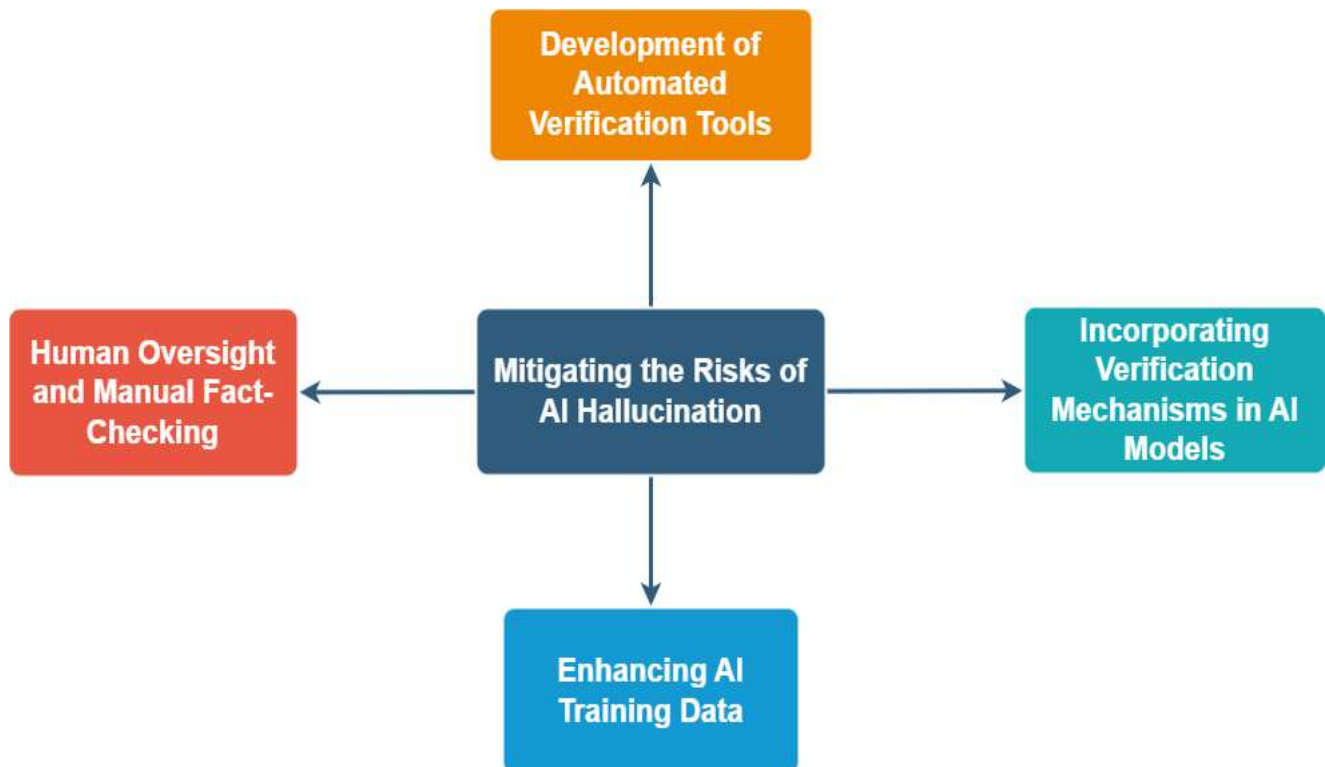 Development of
Automated
Verification Tools
Human Oversight
and Manual Fact-
Checking
Mitigating the Risks of
AI Hallucination
Incorporating
Verification
Mechanisms in AI
Models
Enhancing AI
Training Data